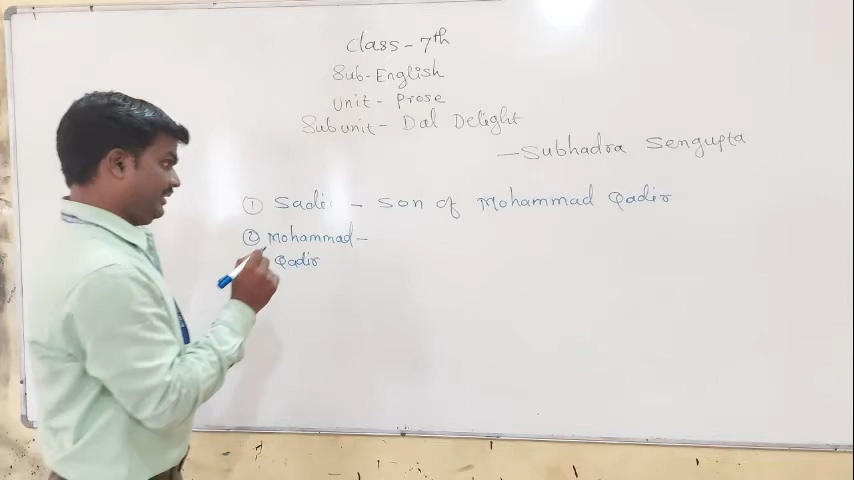 Class - 7th
Sub - English
Unit - Prose
Subunit - Dal Delight
- Subhadra Sengupta
① Sadiq - Son of Mohammad Qadir
② Mohammad -
Qadir